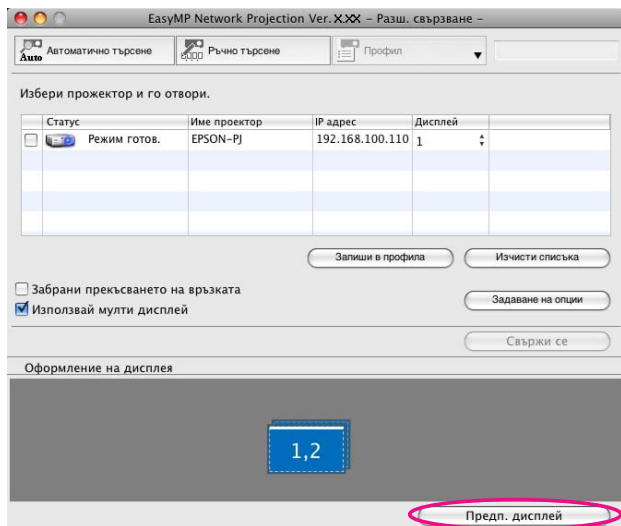 EasyMP Network Projection Ver. X.XX – Разш. свързване –
Auto Автоматично търсене Ръчно търсене Профил
Избери прожектор и го отвори.
Статус Име проектор IP адрес Дисплей
Режим готов. EPSON-PJ 192.168.100.110 1
Запиши в профила Изчисти списъка
Забрани прекъсването на връзката
Използвай мулти дисплей Задаване на опции
Свържи се
Оформление на дисплея
1,2
Предп. дисплей